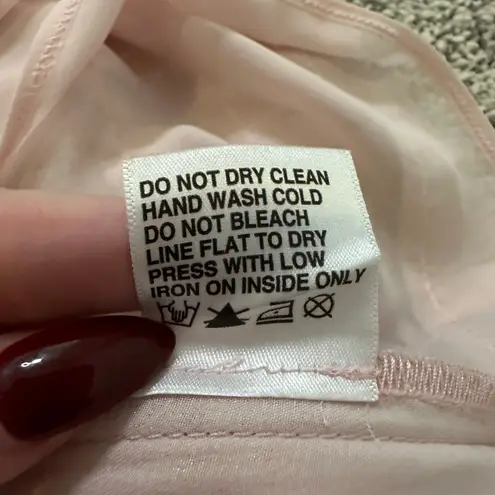 DO NOT DRY CLEAN
HAND WASH COLD
DO NOT BLEACH
LINE FLAT TO DRY
PRESS WITH LOW
IRON ON INSIDE ONLY